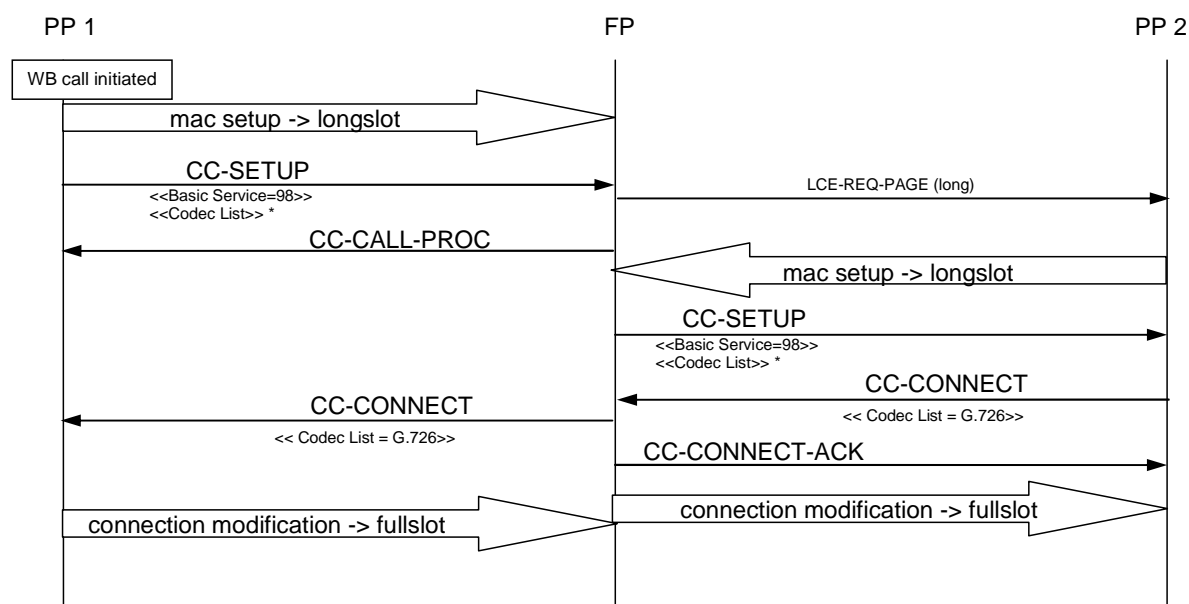 PP 1
FP
PP 2
WB call initiated
mac setup -> longslot
CC-SETUP
<<Basic Service=98>>
<<Codec List>> *
LCE-REQ-PAGE (long)
CC-CALL-PROC
mac setup -> longslot
CC-SETUP
<<Basic Service=98>>
<<Codec List>> *
CC-CONNECT
<< Codec List = G.726>>
CC-CONNECT
<< Codec List = G.726>>
CC-CONNECT-ACK
connection modification -> fullslot
connection modification -> fullslot